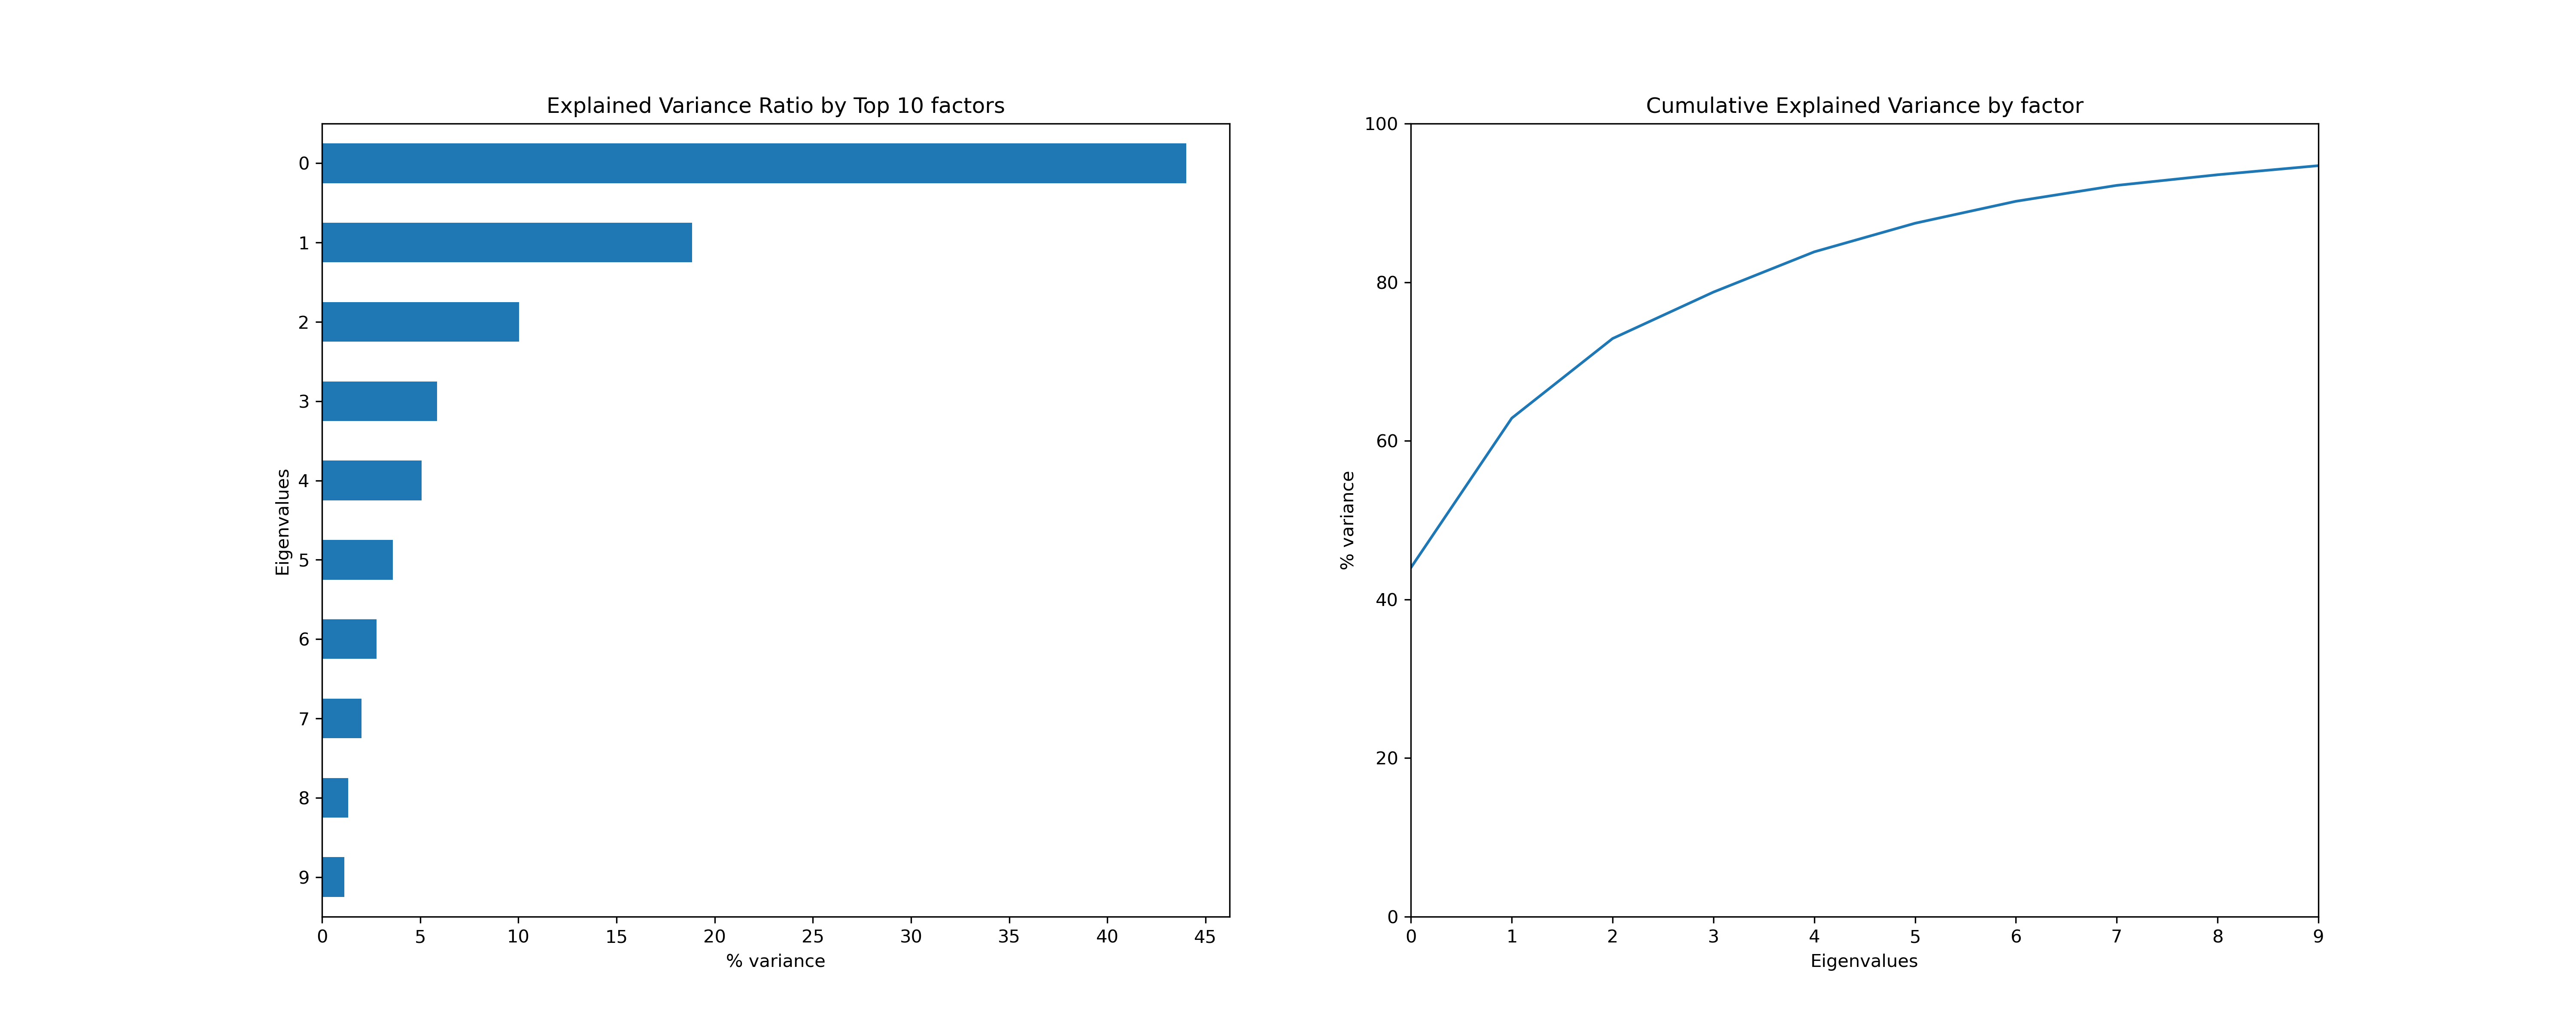 Explained Variance Ratio by Top 10 factors
Eigenvalues
0
1
2
3
4
5
6
7
8
9
0 5 10 15 20 25 30 35 40 45
% variance
Cumulative Explained Variance by factor
% variance
100
80
60
40
20
0
0 1 2 3 4 5 6 7 8 9
Eigenvalues